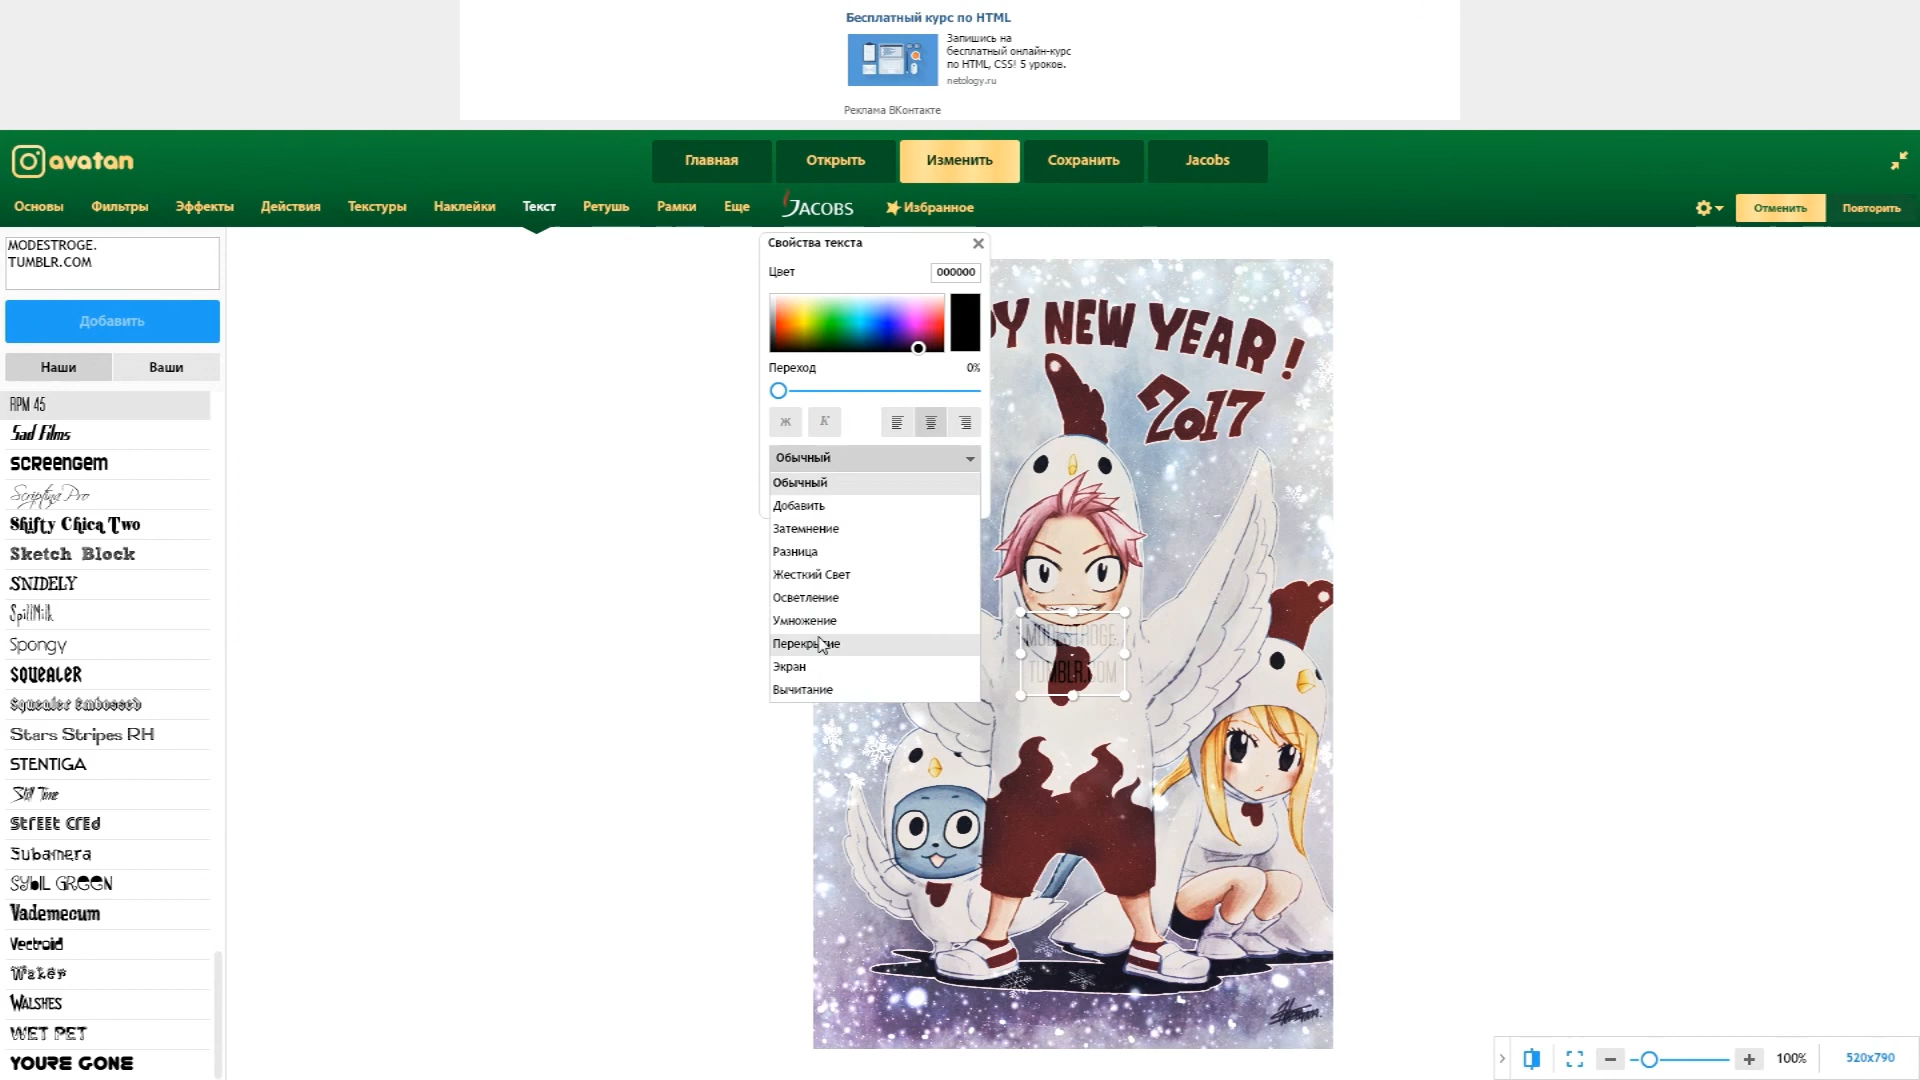 Бесплатный курс по HTML
Запишись на
бесплатный онлайн-курс
по HTML, CSS! 5 уроков.
netology.ru
Реклама ВКонтакте
avatan
Главная
Открыть
Изменить
Сохранить
Jacobs
Основы
Фильтры
Эффекты
Действия
Текстуры
Наклейки
Текст
Ретушь
Рамки
Еще
JACOBS
Избранное
Отменить
Повторить
MODESTROGE.
TUMBLR.COM
Добавить
Наши
Ваши
RPM 45
Sad Films
SCREENGEM
Scriptina Pro
Shifty Chica Two
Sketch Block
SNIDELY
SpillMilk
Spongy
SQUEALER
Squealer Embossed
Stars Stripes RH
STENTIGA
Still Time
STREET CRED
Subamera
SYBIL GREEN
Vademecum
Vectroid
Waker
WALSHES
WET PET
YOURE GONE
Свойства текста
Цвет
000000
Переход
0%
Ж
К
Обычный
Обычный
Добавить
Затемнение
Разница
Жесткий Свет
Осветление
Умножение
Перекрытие
Экран
Вычитание
Y NEW YEAR!
2017
MODESTROGE.
TUMBLR.COM
100%
520x790